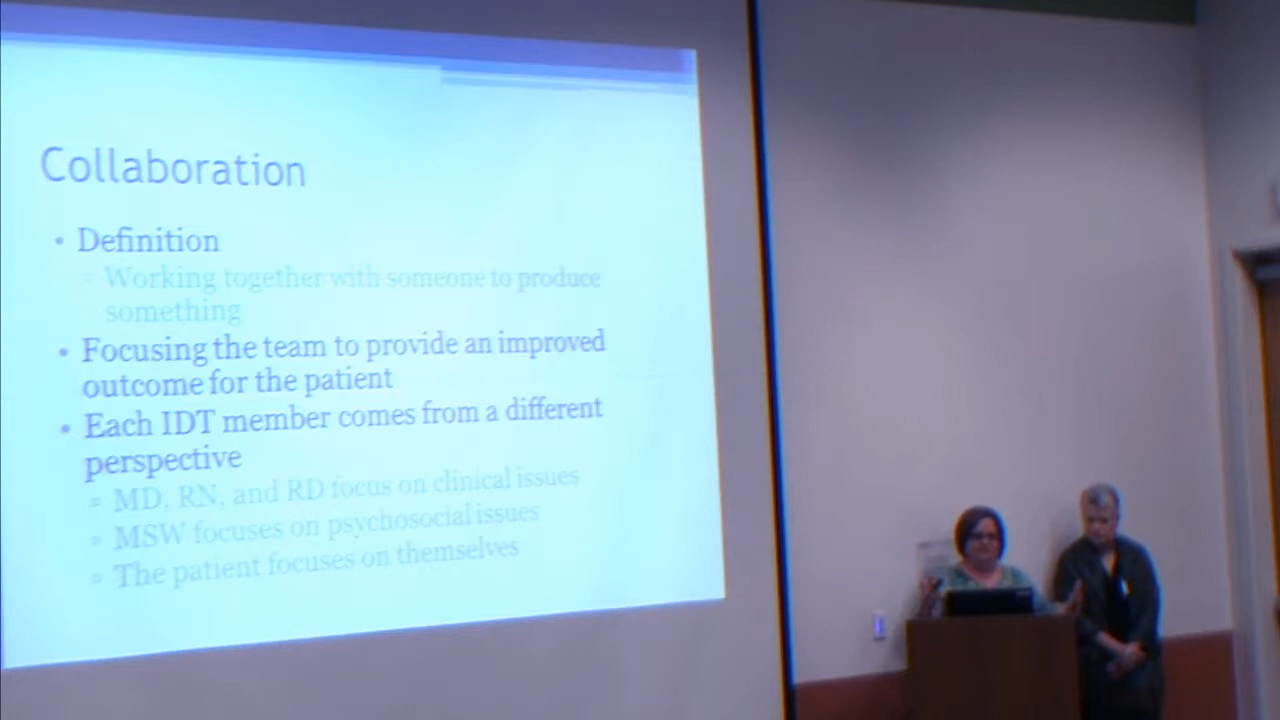 Collaboration
• Definition
▫ Working together with someone to produce
something
• Focusing the team to provide an improved
outcome for the patient
• Each IDT member comes from a different
perspective
▫ MD, RN, and RD focus on clinical issues
▫ MSW focuses on psychosocial issues
▫ The patient focuses on themselves